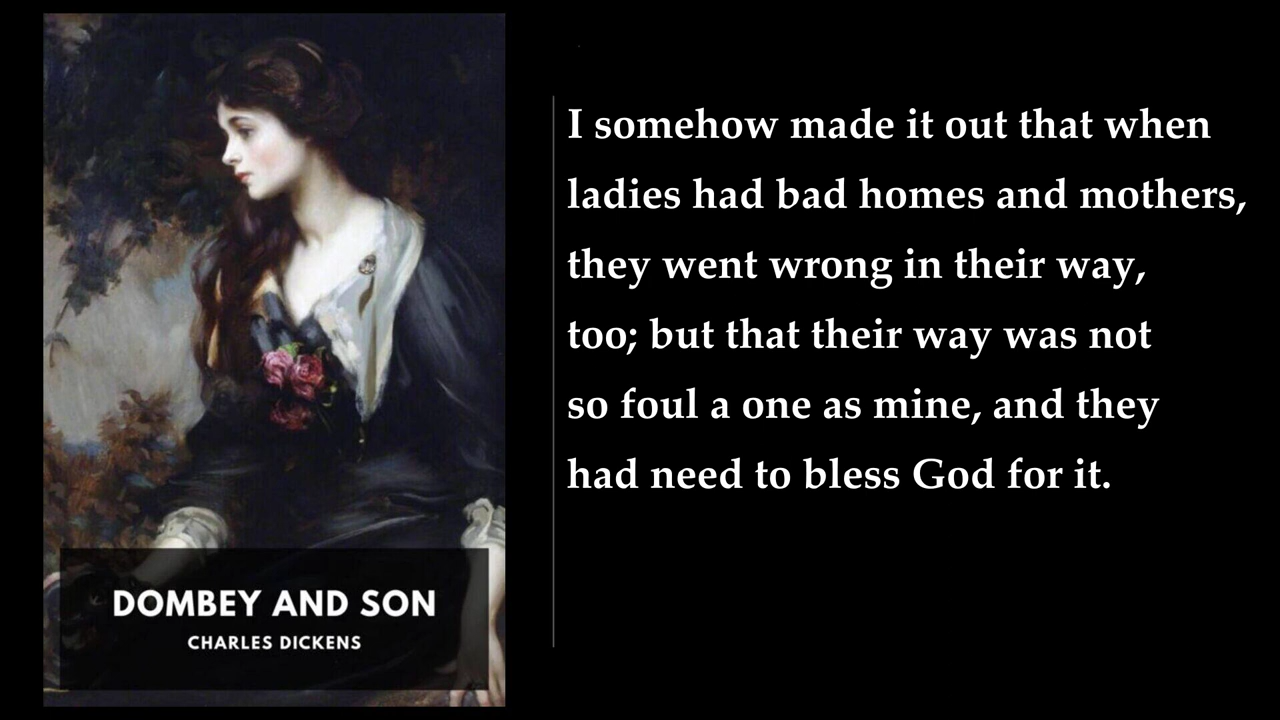 I somehow made it out that when
ladies had bad homes and mothers,
they went wrong in their way,
too; but that their way was not
so foul a one as mine, and they
had need to bless God for it.
DOMBEY AND SON
CHARLES DICKENS